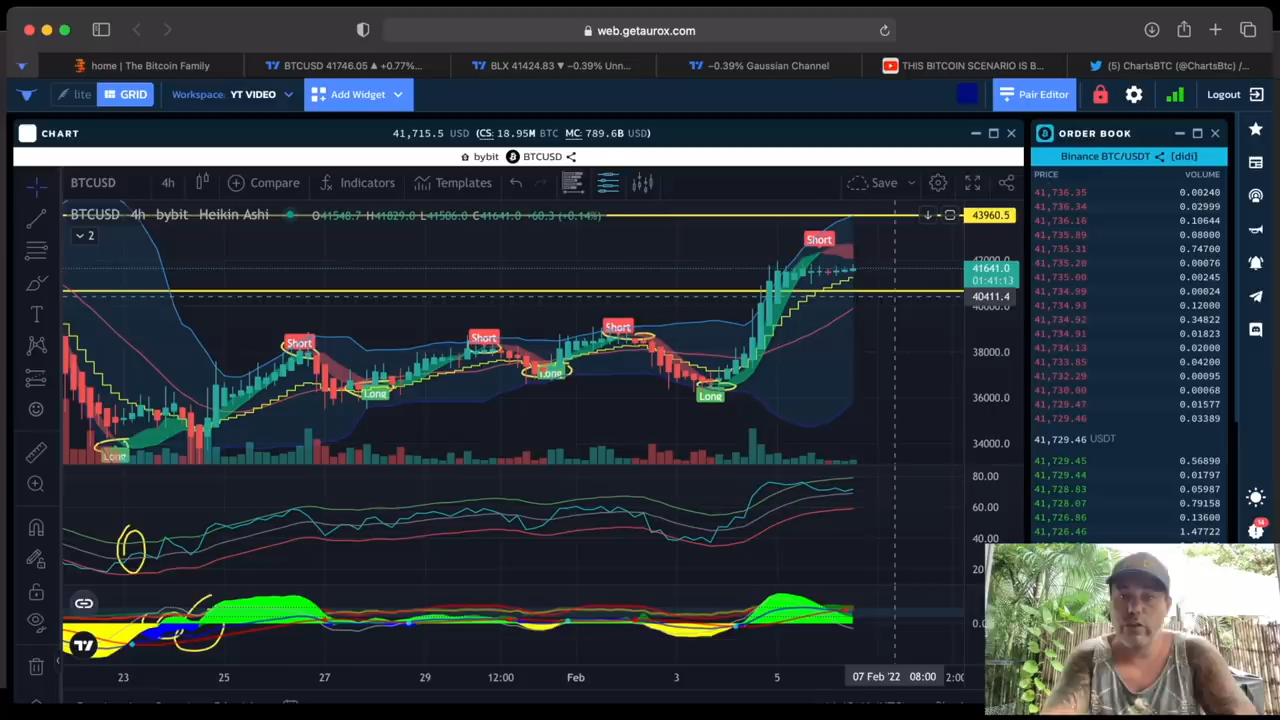 web.getaurox.com
home | The Bitcoin Family
BTCUSD 41746.05 ▲ +0.77%...
BLX 41424.83 ▼ −0.39% Unn...
−0.39% Gaussian Channel
THIS BITCOIN SCENARIO IS B...
(5) ChartsBTC (@ChartsBtc) /...
lite
GRID
Workspace: YT VIDEO
Add Widget
Pair Editor
Logout
CHART
41,715.5 USD (CS: 18.95M BTC MC: 789.6B USD)
bybit BTCUSD
BTCUSD 4h Compare Indicators Templates Save
BTCUSD 4h bybit Heikin Ashi O41548.7 H41829.0 L41506.0 C41641.0 +60.3 (+0.14%)
2
43960.5
42000.0
41641.0
01:41:13
40411.4
38000.0
36000.0
34000.0
Short
Short
Short
Short
Long
Long
Long
Long
80.00
60.00
40.00
20
0.0
23 25 27 29 12:00 Feb 3 5 07 Feb '22 08:00 2:00
ORDER BOOK
Binance BTC/USDT [didi]
PRICE VOLUME
41,736.35 0.00240
41,736.34 0.02999
41,736.16 0.10644
41,735.89 0.08000
41,735.31 0.74700
41,735.20 0.00076
41,735.00 0.00245
41,734.99 0.00024
41,734.93 0.12000
41,734.92 0.34822
41,734.91 0.01823
41,734.13 0.02000
41,733.85 0.04200
41,732.29 0.00095
41,730.00 0.00068
41,729.47 0.01577
41,729.46 0.03389
41,729.46 USDT
41,729.45 0.56890
41,729.44 0.01797
41,728.83 0.05987
41,728.07 0.79158
41,726.86 0.13600
41,726.46 1.47722
14